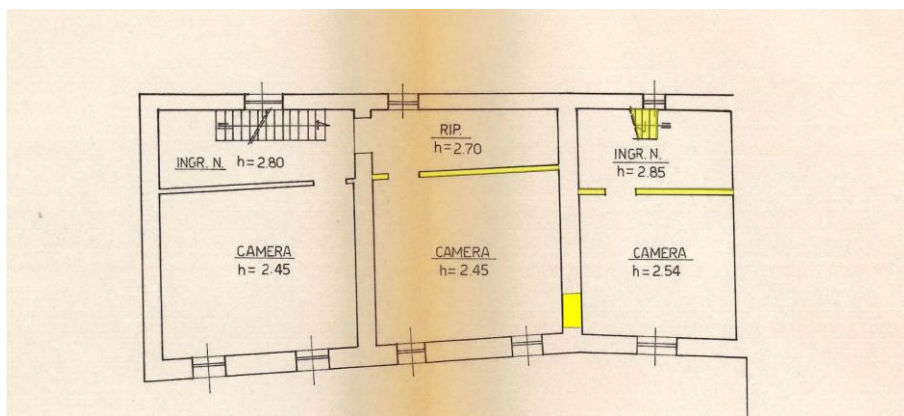 INGR. N. h=2.80
RIP.
h=2.70
INGR. N.
h=2.85
CAMERA
h=2.45
CAMERA
h=2.45
CAMERA
h=2.54